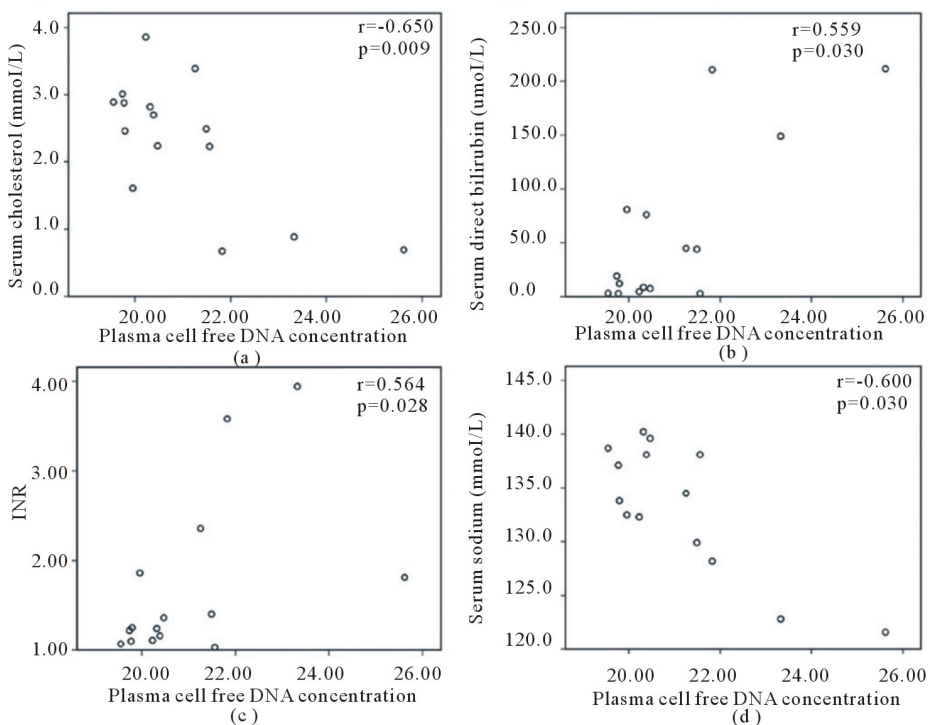 r=-0.650
p=0.009
Serum cholesterol (mmoI/L)
4.0
3.0
2.0
1.0
0.0
20.00 22.00 24.00 26.00
Plasma cell free DNA concentration
(a )
r=0.559
p=0.030
Serum direct bilirubin (umoI/L)
250.0
200.0
150.0
100.0
50.0
0.0
20.00 22.00 24.00 26.00
Plasma cell free DNA concentration
(b )
r=0.564
p=0.028
INR
4.00
3.00
2.00
1.00
20.00 22.00 24.00 26.00
Plasma cell free DNA concentration
(c )
r=-0.600
p=0.030
Serum sodium (mmoI/L)
145.0
140.0
135.0
130.0
125.0
120.0
20.00 22.00 24.00 26.00
Plasma cell free DNA concentration
(d )